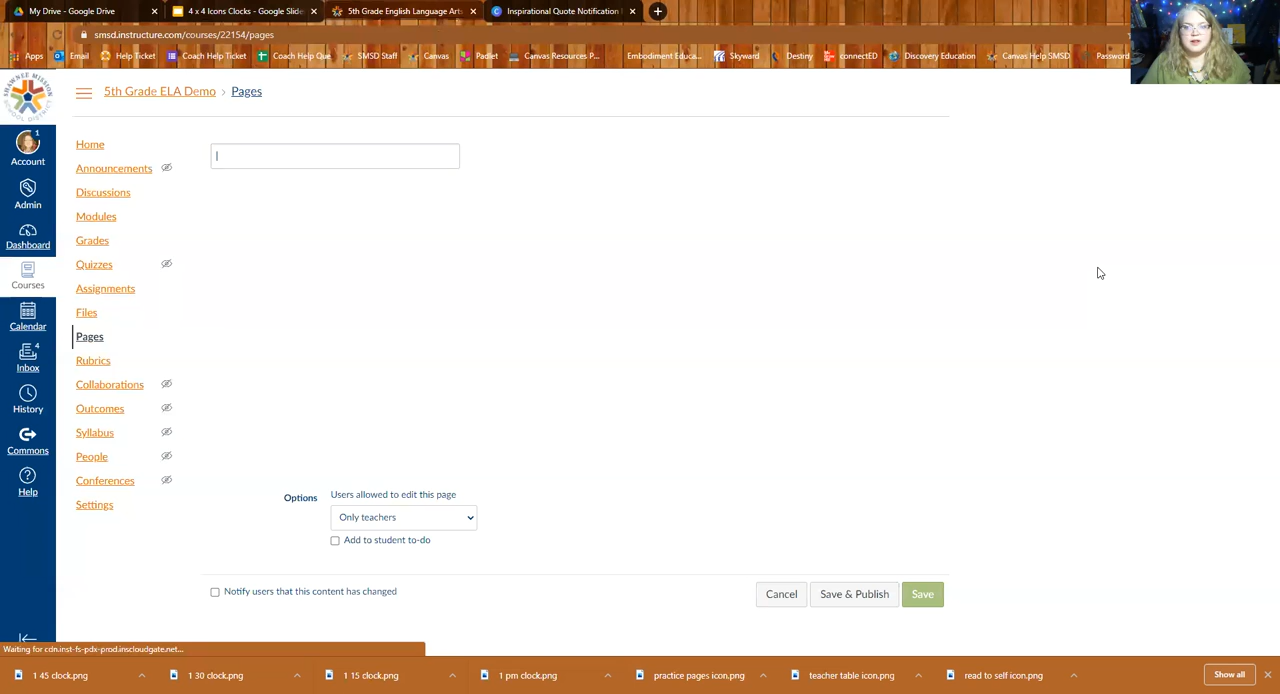 My Drive - Google Drive
4 x 4 Icons Clocks - Google Slide
5th Grade English Language Arts
Inspirational Quote Notification
smsd.instructure.com/courses/22154/pages
Apps
Email
Help Ticket
Coach Help Ticket
Coach Help Que
SMSD Staff
Canvas
Padlet
Canvas Resources P...
Embodiment Educa...
Skyward
Destiny
connectED
Discovery Education
Canvas Help SMSD
Password
SHAWNEE MISSION
SCHOOL DISTRICT
5th Grade ELA Demo › Pages
1
Account
Admin
Dashboard
Courses
Calendar
4
Inbox
History
Commons
Help
Home
Announcements
Discussions
Modules
Grades
Quizzes
Assignments
Files
Pages
Rubrics
Collaborations
Outcomes
Syllabus
People
Conferences
Settings
Options
Users allowed to edit this page
Only teachers
Add to student to-do
Notify users that this content has changed
Cancel
Save & Publish
Save
Waiting for cdn.inst-fs-pdx-prod.inscloudgate.net...
1 45 clock.png
1 30 clock.png
1 15 clock.png
1 pm clock.png
practice pages icon.png
teacher table icon.png
read to self icon.png
Show all